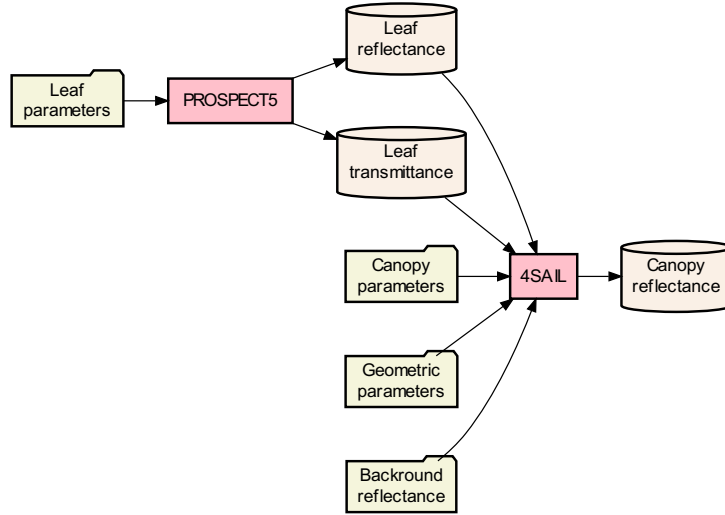 Leaf
reflectance
Leaf
parameters
PROSPECT5
Leaf
transmittance
Canopy
parameters
4SAIL
Canopy
reflectance
Geometric
parameters
Backround
reflectance